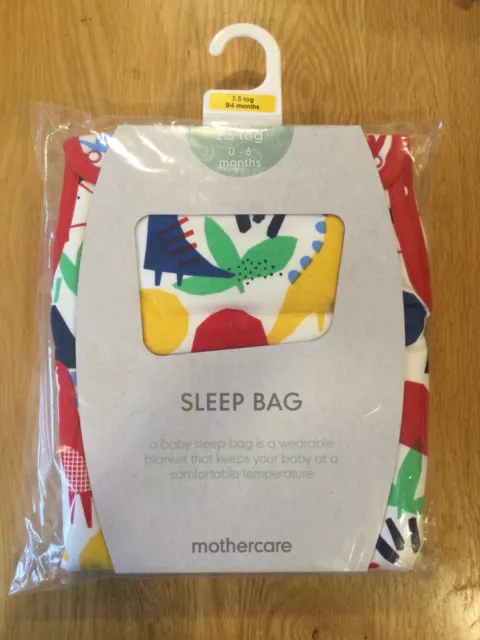 2.5 tog
0-6 months
2.5 tog
0 - 6
months
SLEEP BAG
a baby sleep bag is a wearable
blanket that keeps your baby at a
comfortable temperature.
mothercare